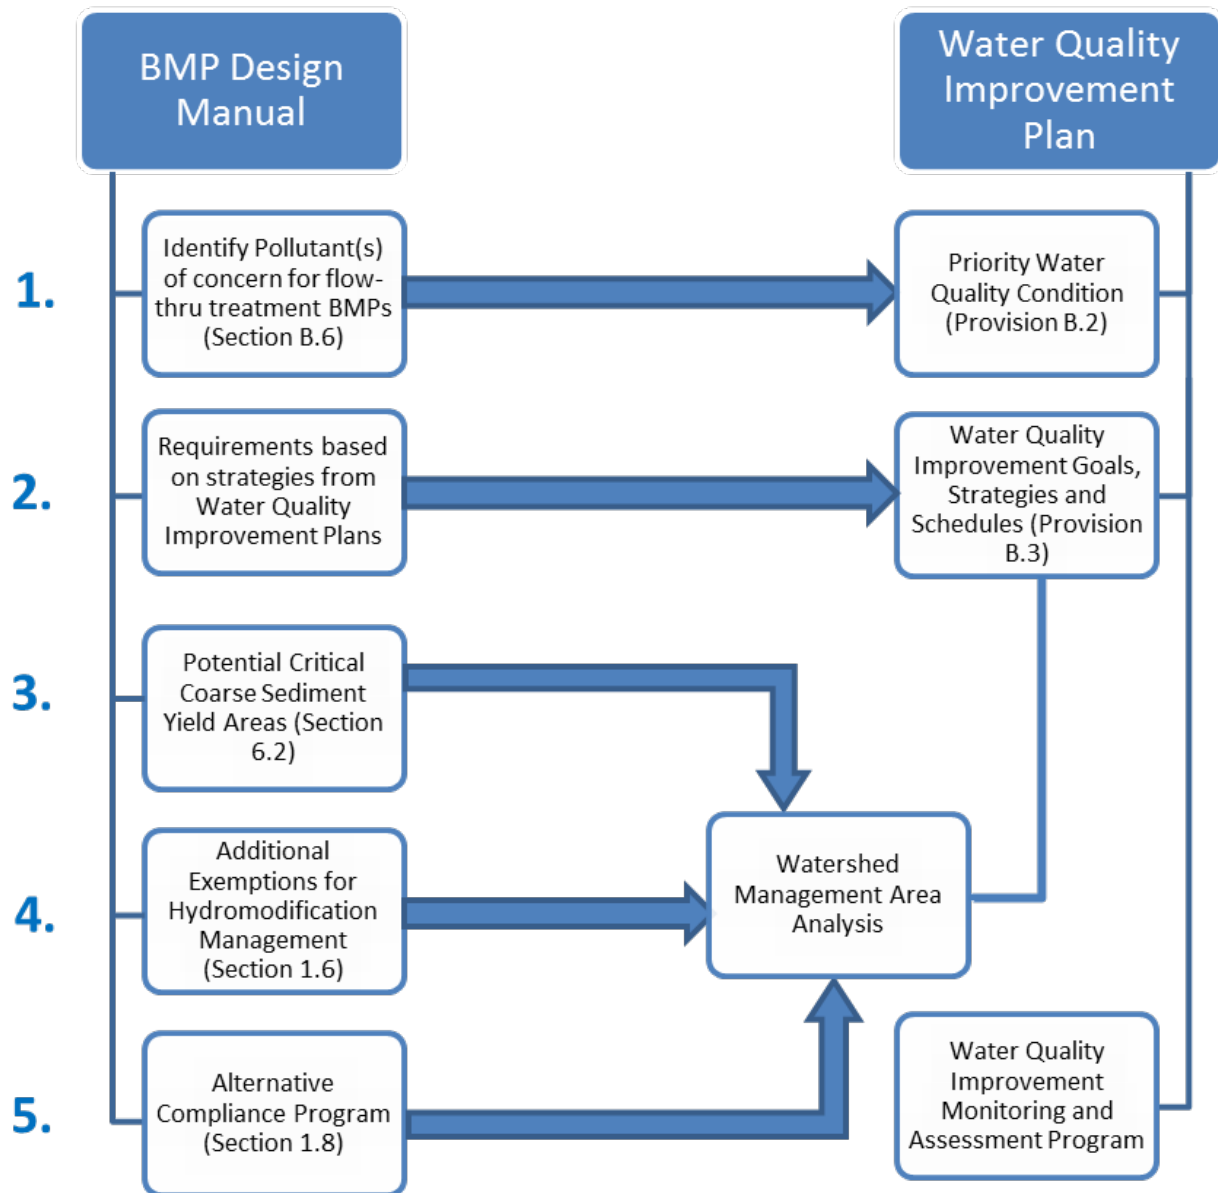 BMP Design
Manual
Water Quality
Improvement
Plan
1.
Identify Pollutant(s)
of concern for flow-
thru treatment BMPs
(Section B.6)
Priority Water
Quality Condition
(Provision B.2)
2.
Requirements based
on strategies from
Water Quality
Improvement Plans
Water Quality
Improvement Goals,
Strategies and
Schedules (Provision
B.3)
3.
Potential Critical
Coarse Sediment
Yield Areas (Section
6.2)
4.
Additional
Exemptions for
Hydromodification
Management
(Section 1.6)
Watershed
Management Area
Analysis
5.
Alternative
Compliance Program
(Section 1.8)
Water Quality
Improvement
Monitoring and
Assessment Program